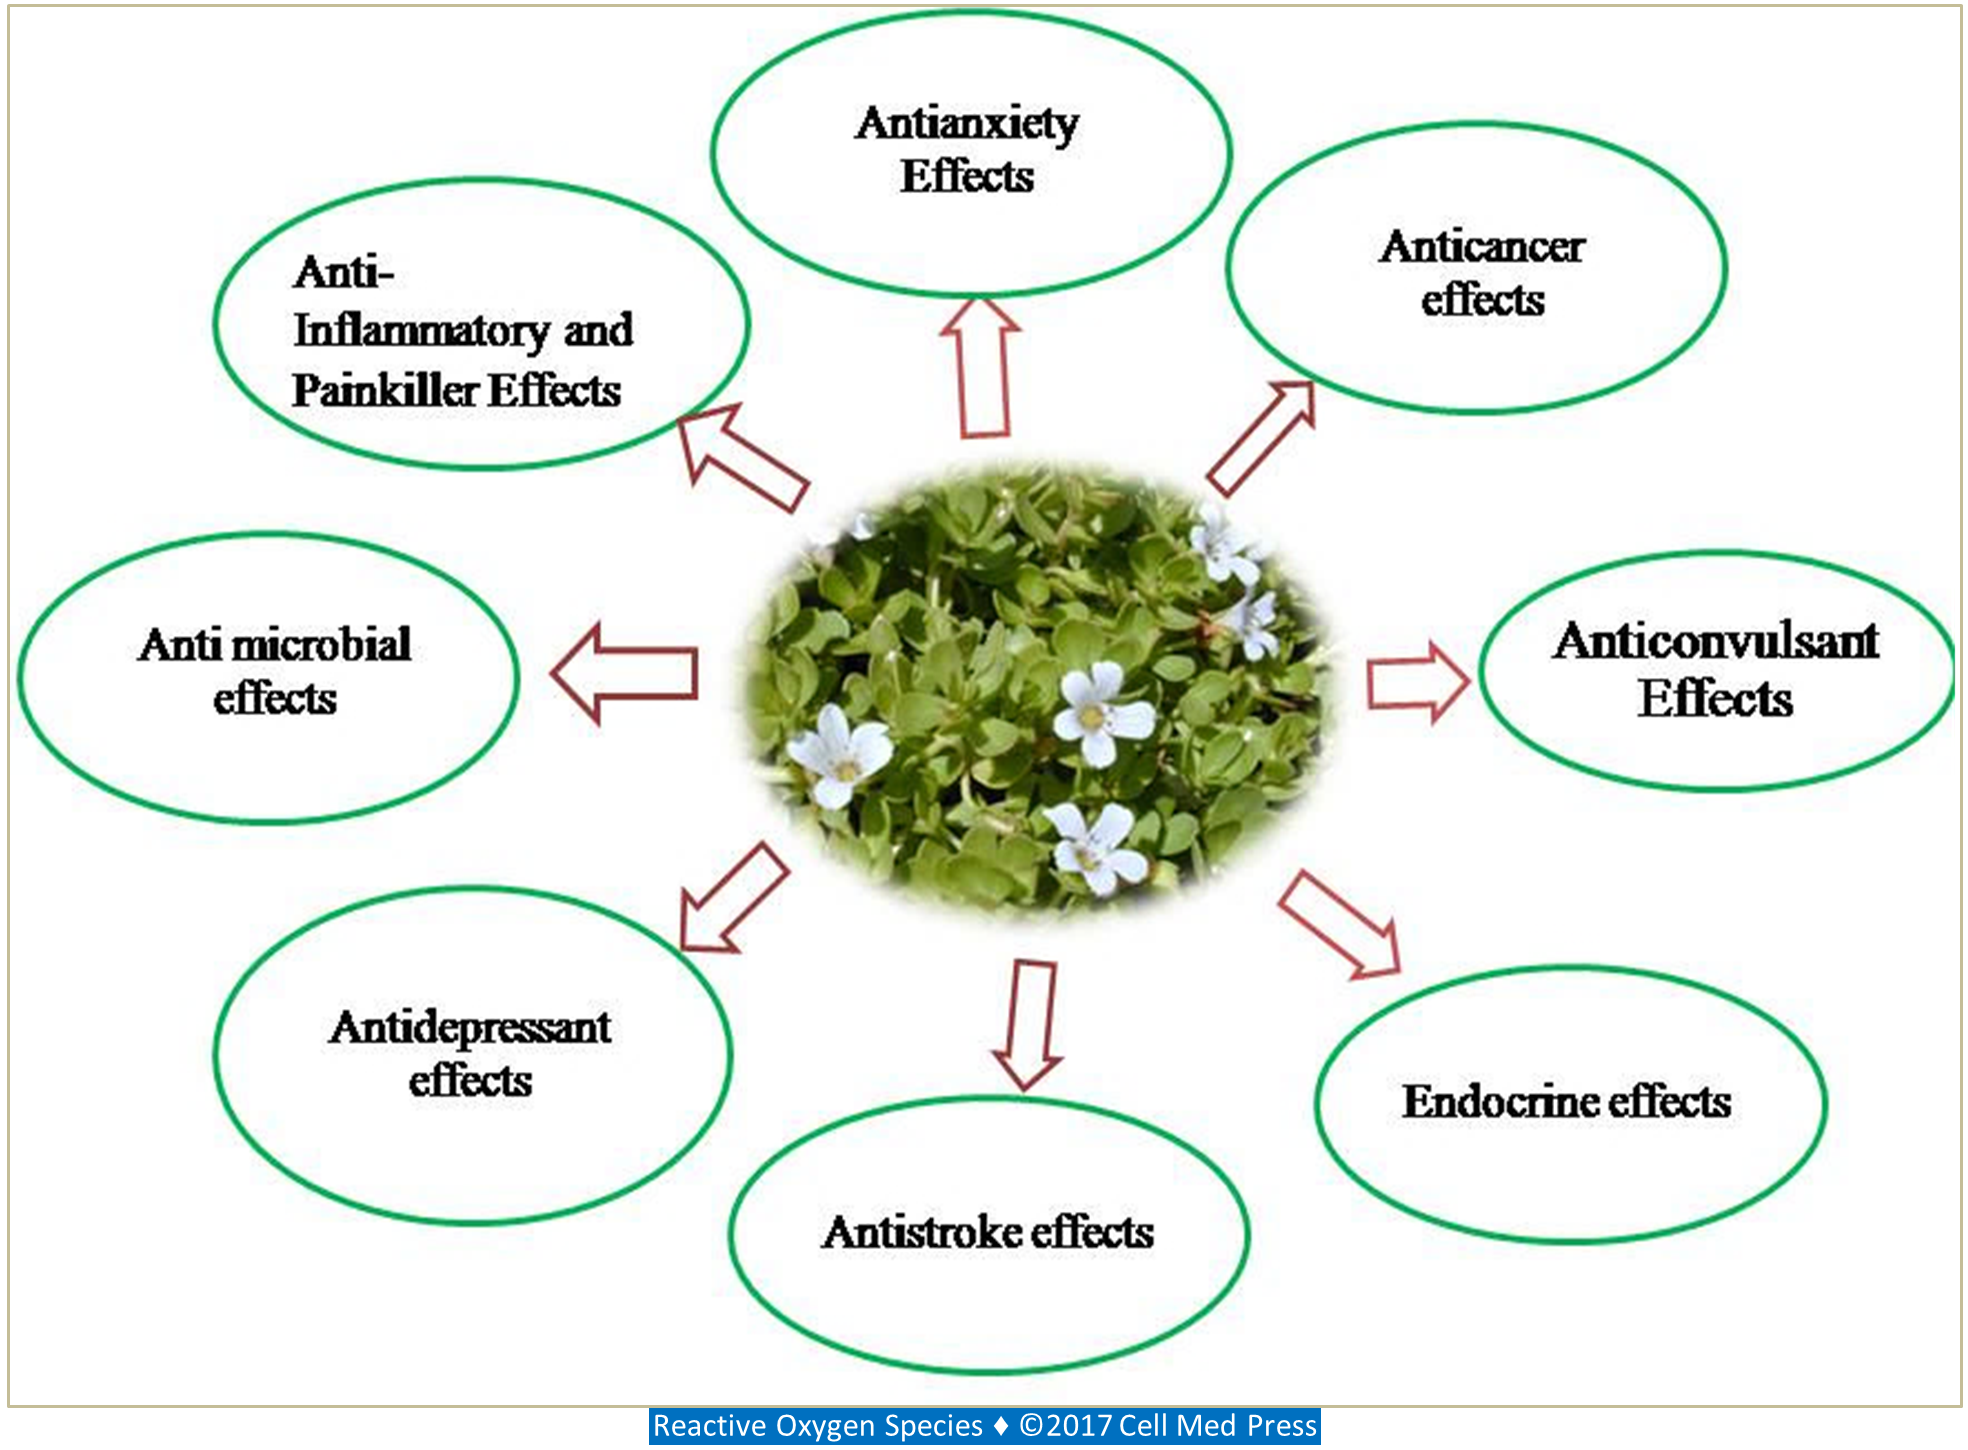 Antianxiety
Effects
Anticancer
effects
Anti-
Inflammatory and
Painkiller Effects
Anti microbial
effects
Anticonvulsant
Effects
Antidepressant
effects
Endocrine effects
Antistroke effects
Reactive Oxygen Species ♦ ©2017 Cell Med Press